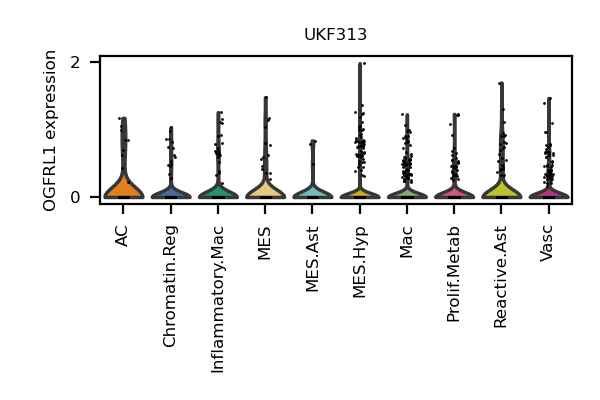 UKF313
OGFRL1 expression
2
0
AC
Chromatin.Reg
Inflammatory.Mac
MES
MES.Ast
MES.Hyp
Mac
Prolif.Metab
Reactive.Ast
Vasc